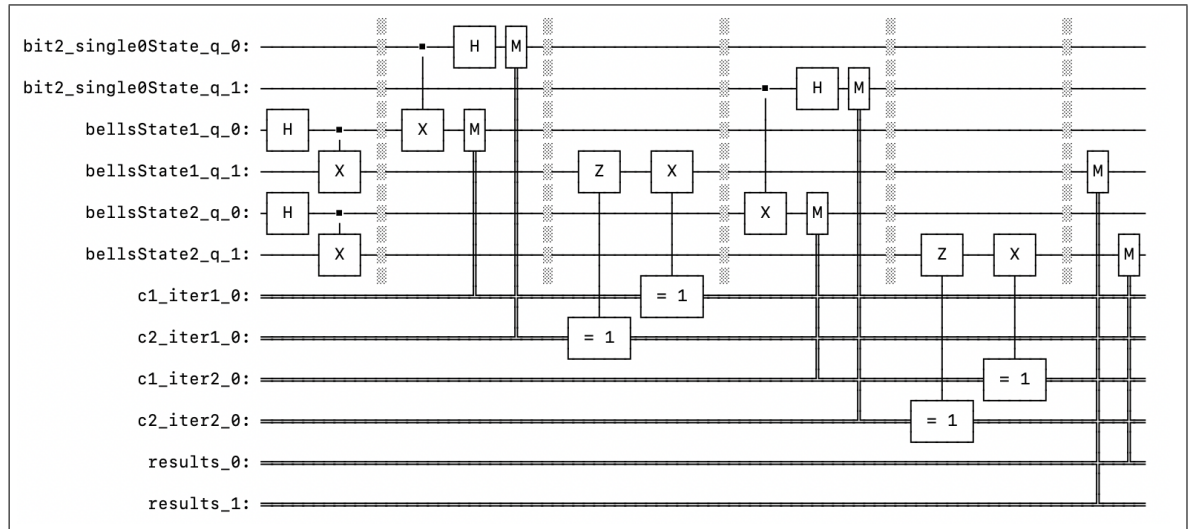 bit2_single0State_q_0: H M
bit2_single0State_q_1: H M
bellsState1_q_0: H X M
bellsState1_q_1: X Z X M
bellsState2_q_0: H X M
bellsState2_q_1: X Z X M
c1_iter1_0: = 1
c2_iter1_0: = 1
c1_iter2_0: = 1
c2_iter2_0: = 1
results_0:
results_1: